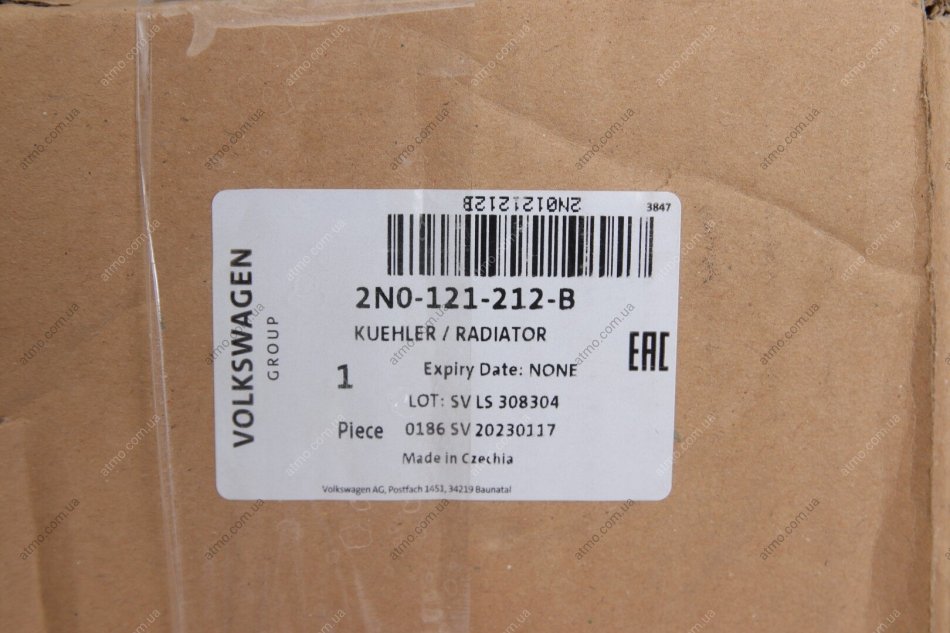 2N0121212B
3847
2N0-121-212-B
KUEHLER / RADIATOR
EAC
1
Expiry Date: NONE
LOT: SV LS 308304
Piece 0186 SV 20230117
Made in Czechia
Volkswagen AG, Postfach 1451, 34219 Baunatal
VOLKSWAGEN
GROUP
atmo.com.ua